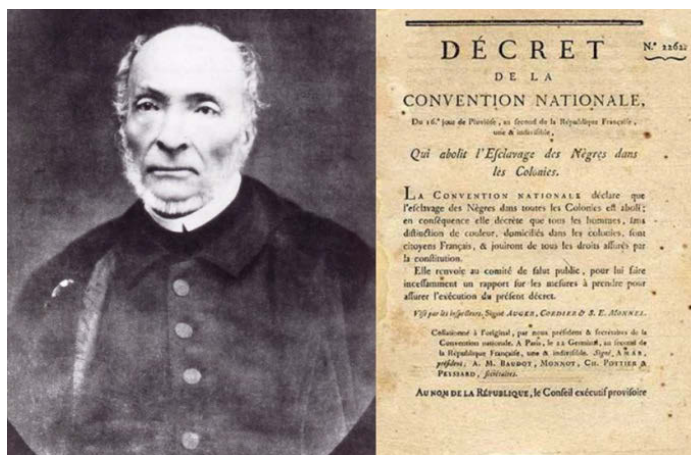 DÉCRET
N.° 2262.
DE LA
CONVENTION NATIONALE,
Du 16.e jour de Pluviôse, an second de la République Française,
une & indivisible,
Qui abolit l'Esclavage des Nègres dans
les Colonies.
LA CONVENTION NATIONALE déclare que
l'esclavage des Nègres dans toutes les Colonies est aboli ;
en conséquence elle décrète que tous les hommes, sans
distinction de couleur, domiciliés dans les colonies, sont
citoyens Français, & jouiront de tous les droits assurés par
la constitution.
Elle renvoie au comité de salut public, pour lui faire
incessamment un rapport sur les mesures à prendre pour
assurer l'exécution du présent décret.
Visé par les inspecteurs. Signé AUGER, CORDIER & S. E. MONNEL.
Collationné à l'original, par nous président & secrétaires de la
Convention nationale. A Paris, le 22 Germinal, an second de
la République Française, une & indivisible. Signé, AMAR,
président; A. M. BAUDOT, MONNOT, CH. POTTIER &
PEYSSARD, secrétaires.
AU NOM DE LA RÉPUBLIQUE, le Conseil exécutif provisoire